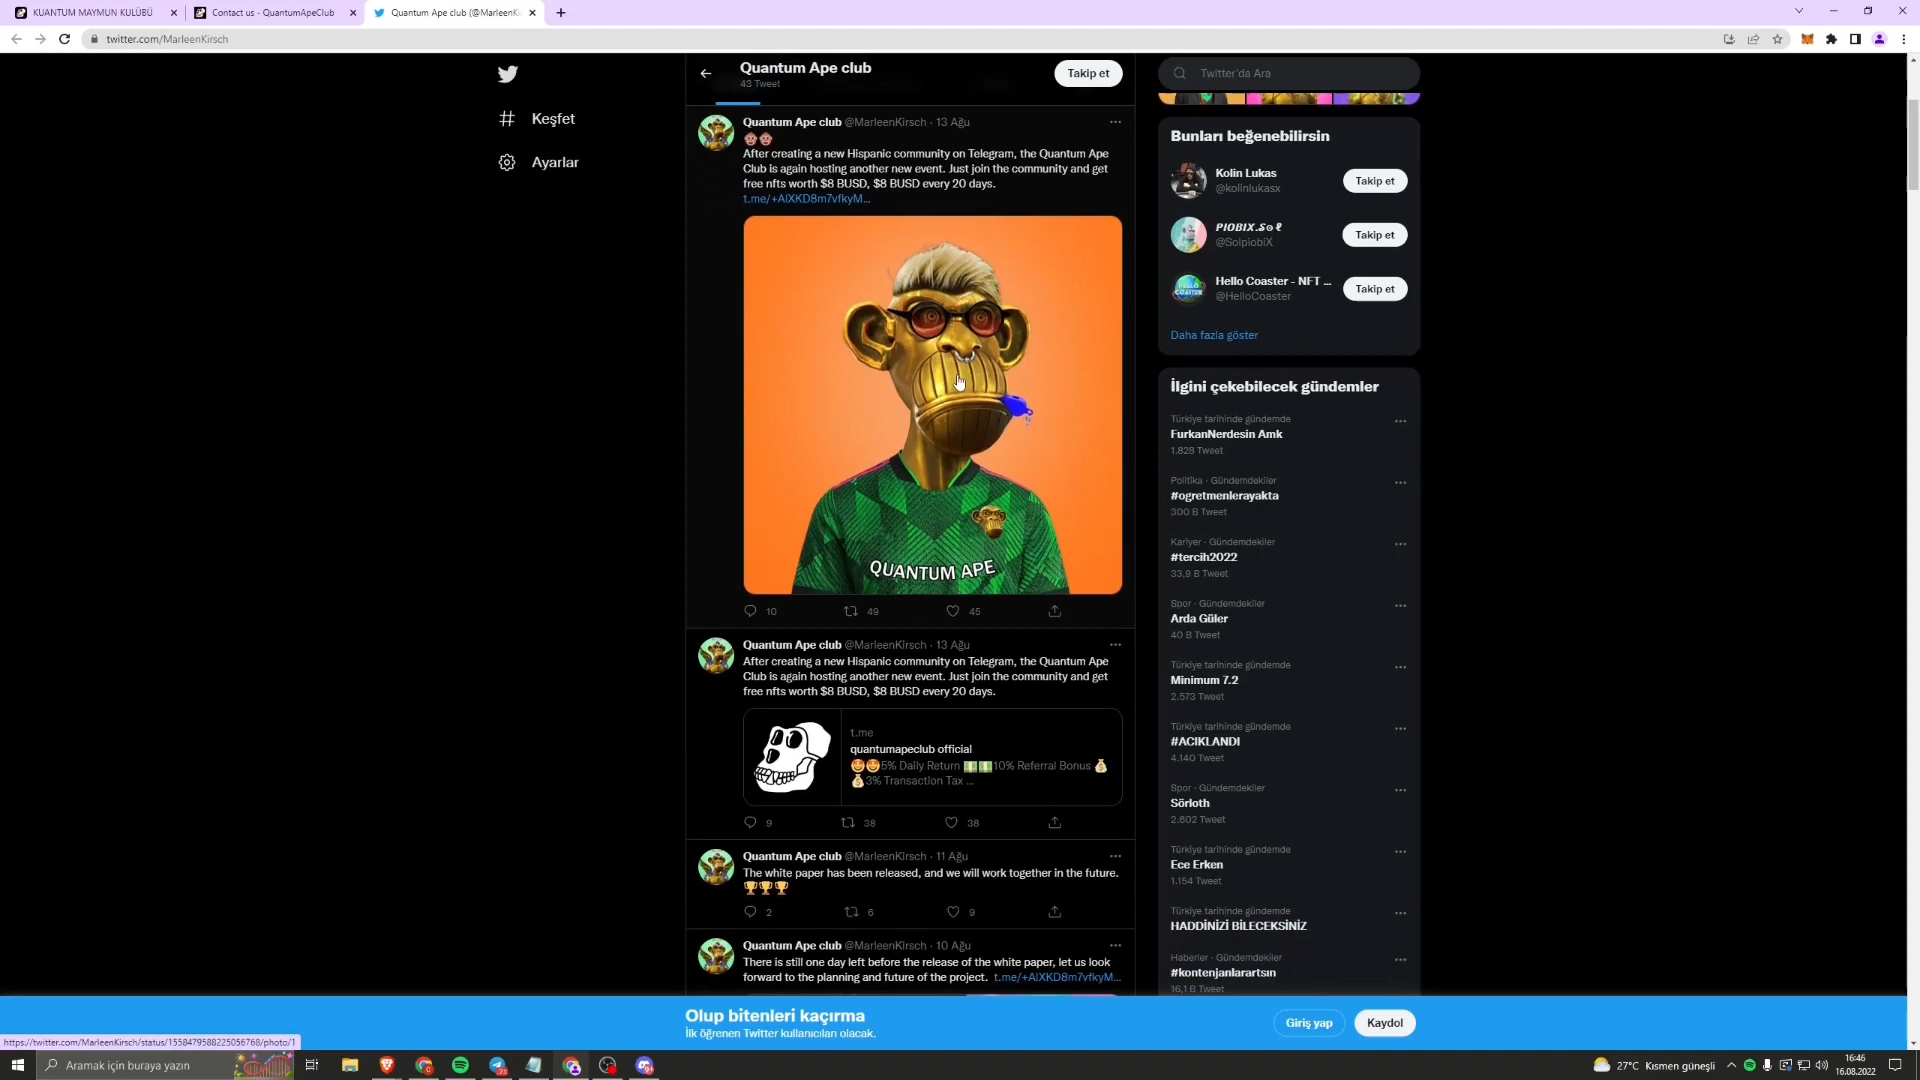 KUANTUM MAYMUN KULÜBÜ
Contact us - QuantumApeClub
Quantum Ape club (@MarleenKi
twitter.com/MarleenKirsch
Keşfet
Ayarlar
Quantum Ape club
43 Tweet
Takip et
Quantum Ape club @MarleenKirsch · 13 Ağu
After creating a new Hispanic community on Telegram, the Quantum Ape
Club is again hosting another new event. Just join the community and get
free nfts worth $8 BUSD, $8 BUSD every 20 days.
t.me/+AlXKD8m7vfkyM...
QUANTUM APE
10 49 45
Quantum Ape club @MarleenKirsch · 13 Ağu
After creating a new Hispanic community on Telegram, the Quantum Ape
Club is again hosting another new event. Just join the community and get
free nfts worth $8 BUSD, $8 BUSD every 20 days.
t.me
quantumapeclub official
🤩🤩5% Daily Return 💵💵10% Referral Bonus 💰
💰3% Transaction Tax ...
9 38 38
Quantum Ape club @MarleenKirsch · 11 Ağu
The white paper has been released, and we will work together in the future.
🏆🏆🏆
2 6 9
Quantum Ape club @MarleenKirsch · 10 Ağu
There is still one day left before the release of the white paper, let us look
forward to the planning and future of the project. t.me/+AlXKD8m7vfkyM...
Twitter'da Ara
Bunları beğenebilirsin
Kolin Lukas
@kolinlukasx
Takip et
PIOBIX.S⊙ℓ
@SolpiobiX
Takip et
HELLO COASTER
Hello Coaster - NFT ...
@HelloCoaster
Takip et
Daha fazla göster
İlgini çekebilecek gündemler
Türkiye tarihinde gündemde
FurkanNerdesin Amk
1.828 Tweet
Politika · Gündemdekiler
#ogretmenlerayakta
300 B Tweet
Kariyer · Gündemdekiler
#tercih2022
33,9 B Tweet
Spor · Gündemdekiler
Arda Güler
40 B Tweet
Türkiye tarihinde gündemde
Minimum 7.2
2.573 Tweet
Türkiye tarihinde gündemde
#ACIKLANDI
4.140 Tweet
Spor · Gündemdekiler
Sörloth
2.602 Tweet
Türkiye tarihinde gündemde
Ece Erken
1.154 Tweet
Türkiye tarihinde gündemde
HADDİNİZİ BİLECEKSİNİZ
Haberler · Gündemdekiler
#kontenjanlarartsın
16,1 B Tweet
Olup bitenleri kaçırma
İlk öğrenen Twitter kullanıcıları olacak.
Giriş yap
Kaydol
https://twitter.com/MarleenKirsch/status/1558479588225056768/photo/1
Aramak için buraya yazın
27°C Kısmen güneşli
16:46
16.08.2022